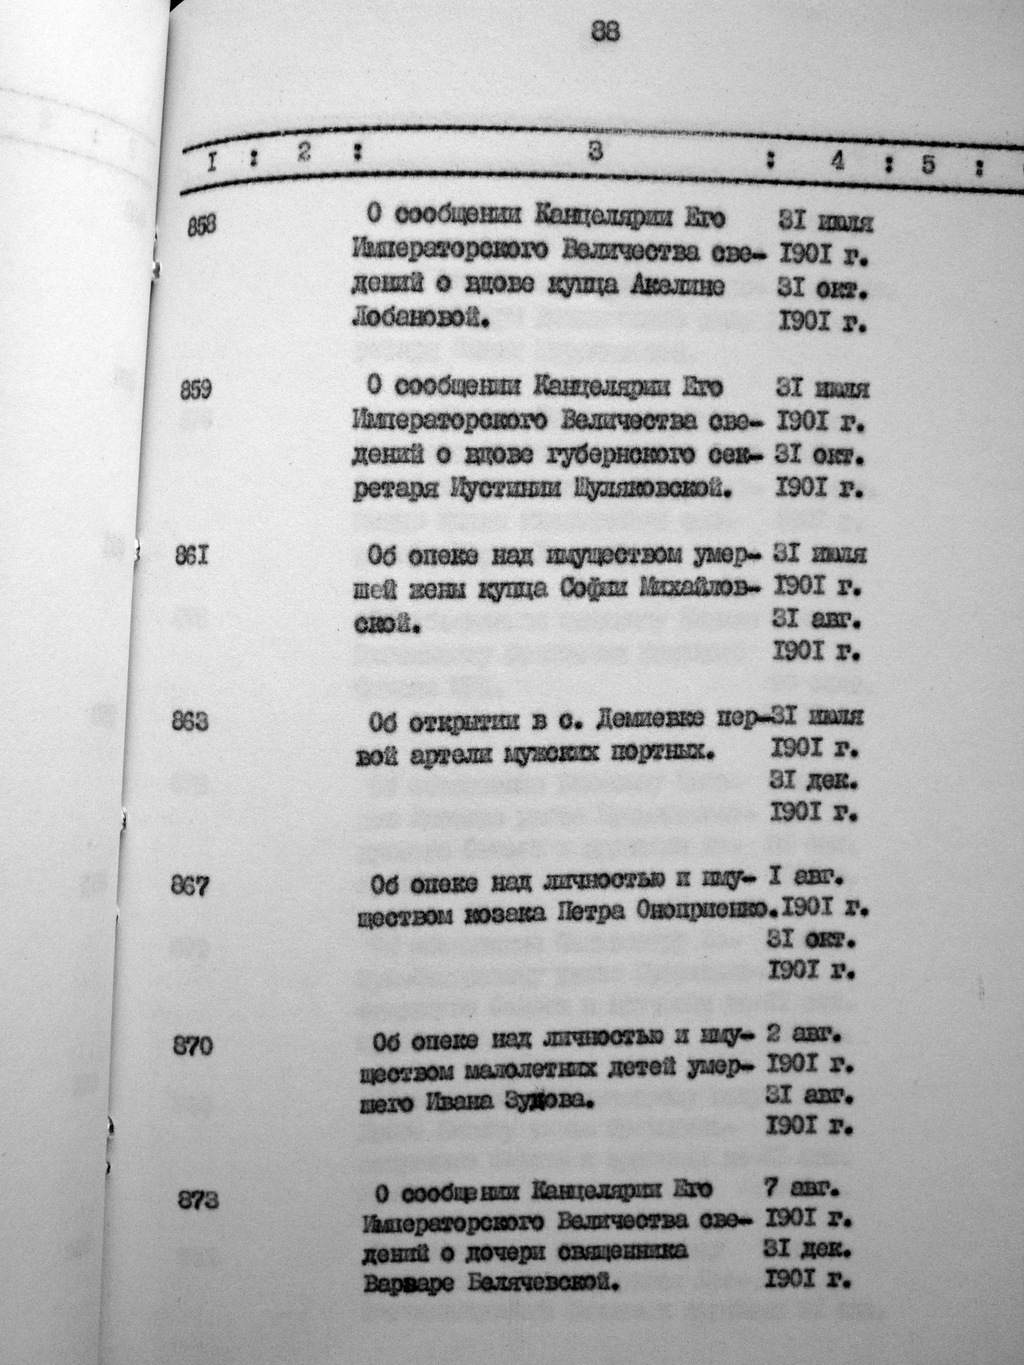 88
I : 2 : 3 : 4 : 5 :
858 О сообщении Канцелярии Его 31 июля
Императорского Величества све- 1901 г.
дений о вдове купца Акелине 31 окт.
Лобановой. 1901 г.
859 О сообщении Канцелярии Его 31 июля
Императорского Величества све- 1901 г.
дений о вдове губернского сек- 31 окт.
ретаря Иустинии Шуляковской. 1901 г.
861 Об опеке над имуществом умер- 31 июля
шей жены купца Софии Михайлов- 1901 г.
ской. 31 авг.
1901 г.
863 Об открытии в с. Демиевке пер- 31 июля
вой артели мужских портных. 1901 г.
31 дек.
1901 г.
867 Об опеке над личностью и иму- 1 авг.
ществом козака Петра Оноприенко. 1901 г.
31 окт.
1901 г.
870 Об опеке над личностью и иму- 2 авг.
ществом малолетних детей умер- 1901 г.
шего Ивана Зудова. 31 авг.
1901 г.
873 О сообщении Канцелярии Его 7 авг.
Императорского Величества све- 1901 г.
дений о дочери священника 31 дек.
Варваре Белячевской. 1901 г.